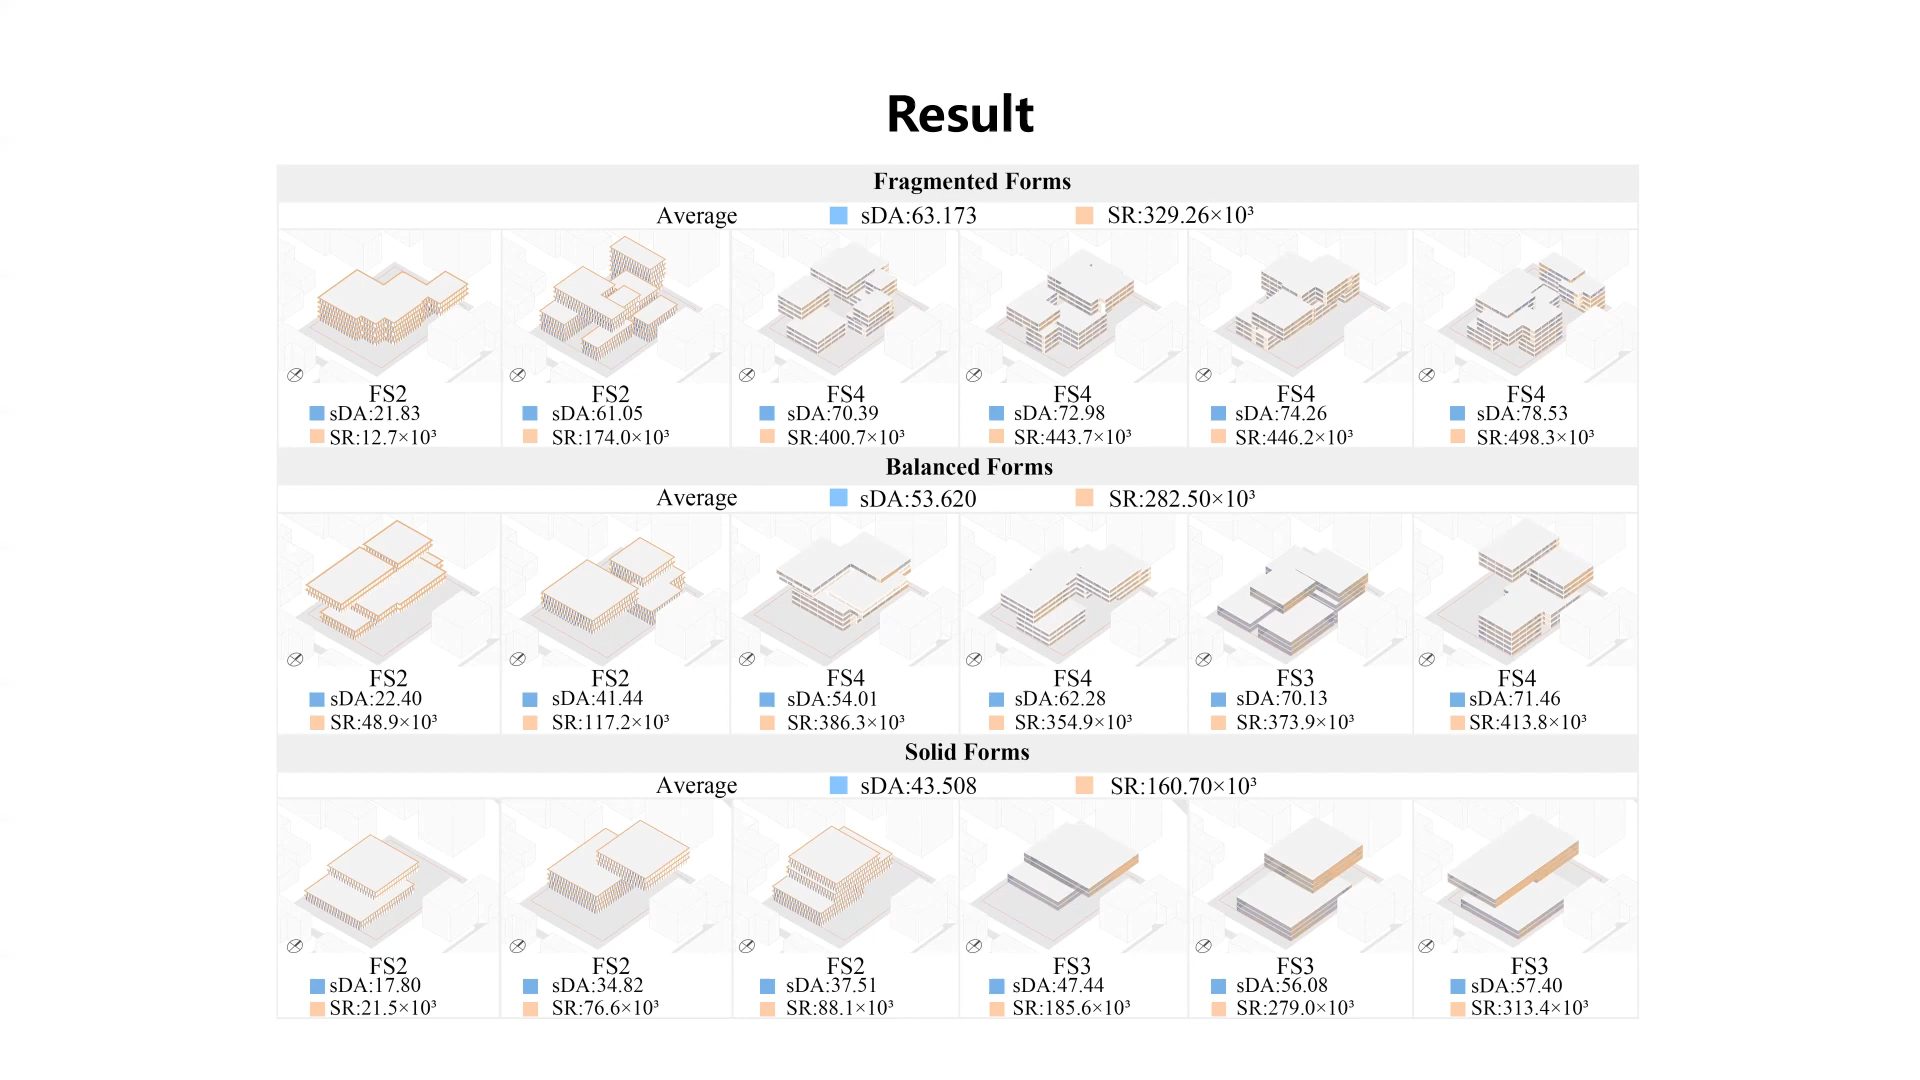 Result
Fragmented Forms
Average sDA:63.173 SR:329.26×10³
FS2 FS2 FS4 FS4 FS4 FS4
sDA:21.83 sDA:61.05 sDA:70.39 sDA:72.98 sDA:74.26 sDA:78.53
SR:12.7×10³ SR:174.0×10³ SR:400.7×10³ SR:443.7×10³ SR:446.2×10³ SR:498.3×10³
Balanced Forms
Average sDA:53.620 SR:282.50×10³
FS2 FS2 FS4 FS4 FS3 FS4
sDA:22.40 sDA:41.44 sDA:54.01 sDA:62.28 sDA:70.13 sDA:71.46
SR:48.9×10³ SR:117.2×10³ SR:386.3×10³ SR:354.9×10³ SR:373.9×10³ SR:413.8×10³
Solid Forms
Average sDA:43.508 SR:160.70×10³
FS2 FS2 FS2 FS3 FS3 FS3
sDA:17.80 sDA:34.82 sDA:37.51 sDA:47.44 sDA:56.08 sDA:57.40
SR:21.5×10³ SR:76.6×10³ SR:88.1×10³ SR:185.6×10³ SR:279.0×10³ SR:313.4×10³